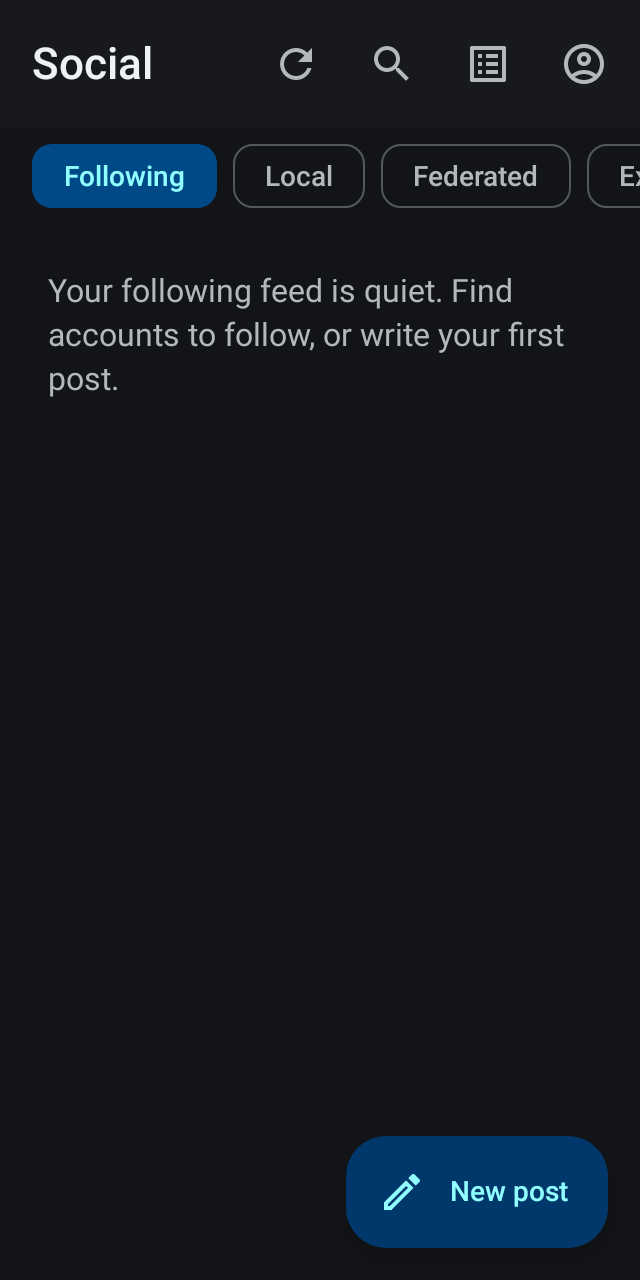 Social
Following Local Federated
Your following feed is quiet. Find
accounts to follow, or write your first
post.
New post